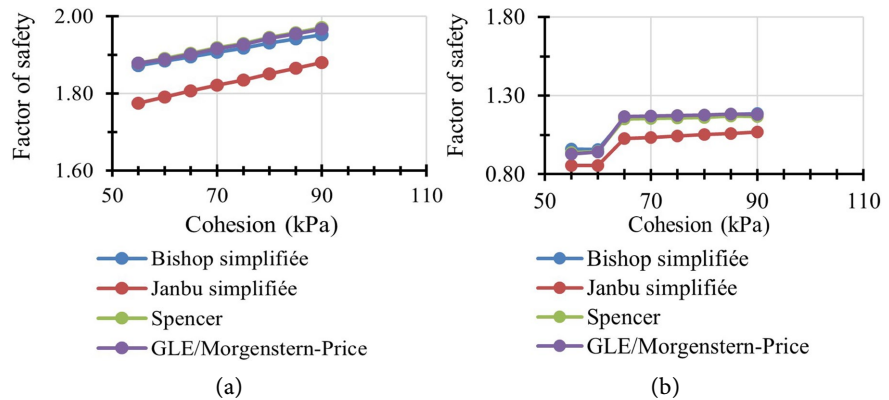 Factor of safety
2.00
1.80
1.60
50
70
90
110
Cohesion (kPa)
Bishop simplifiée
Janbu simplifiée
Spencer
GLE/Morgenstern-Price
(a)
Factor of safety
1.80
1.30
0.80
50
70
90
110
Cohesion (kPa)
Bishop simplifiée
Janbu simplifiée
Spencer
GLE/Morgenstern-Price
(b)